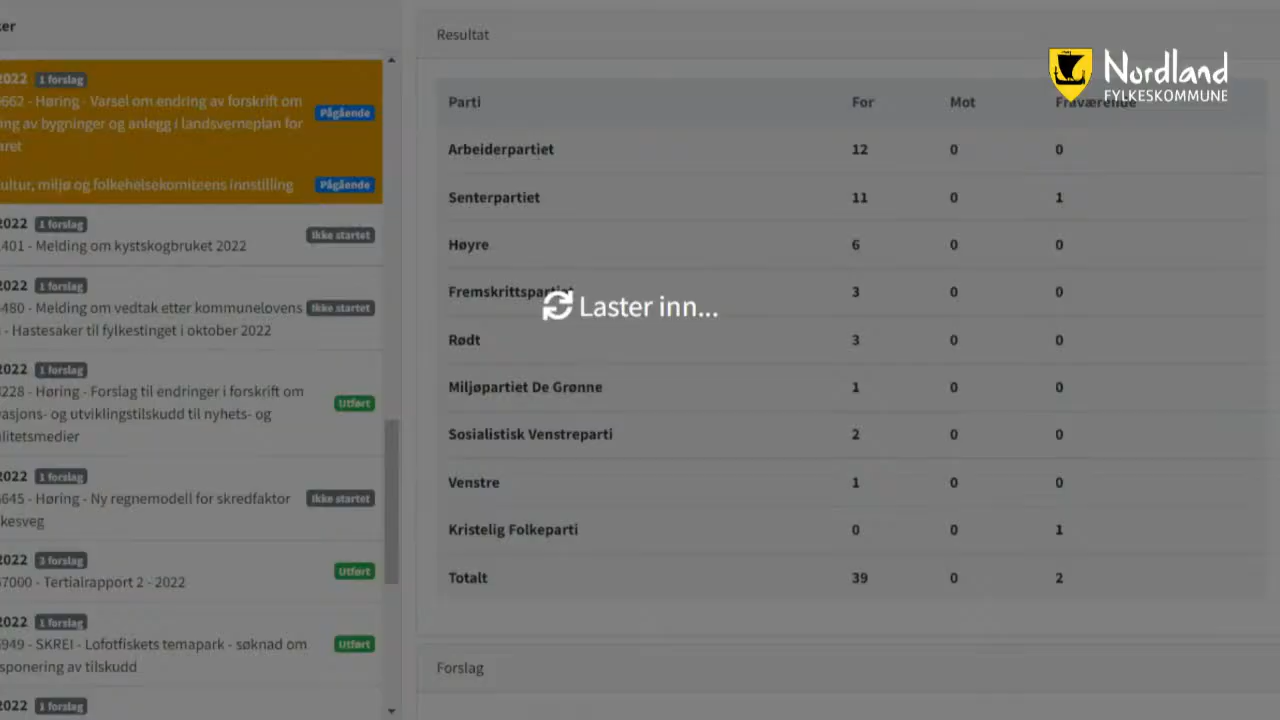 ker
2022 1 forslag
662 - Høring - Varsel om endring av forskrift om
ing av bygninger og anlegg i landsverneplan for
aret
Pågående
ultur, miljø og folkehelsekomiteens innstilling
Pågående
2022 1 forslag
401 - Melding om kystskogbruket 2022
Ikke startet
2022 1 forslag
480 - Melding om vedtak etter kommunelovens
- Hastesaker til fylkestinget i oktober 2022
Ikke startet
2022 1 forslag
228 - Høring - Forslag til endringer i forskrift om
vasjons- og utviklingstilskudd til nyhets- og
litetsmedier
Utført
2022 1 forslag
645 - Høring - Ny regnemodell for skredfaktor
kesveg
Ikke startet
2022 3 forslag
7000 - Tertialrapport 2 - 2022
Utført
2022 1 forslag
949 - SKREI - Lofotfiskets temapark - søknad om
sponering av tilskudd
Utført
2022 1 forslag
Resultat
Nordland
FYLKESKOMMUNE
Parti For Mot Fraværende
Arbeiderpartiet 12 0 0
Senterpartiet 11 0 1
Høyre 6 0 0
Fremskrittspartiet 3 0 0
Laster inn...
Rødt 3 0 0
Miljøpartiet De Grønne 1 0 0
Sosialistisk Venstreparti 2 0 0
Venstre 1 0 0
Kristelig Folkeparti 0 0 1
Totalt 39 0 2
Forslag